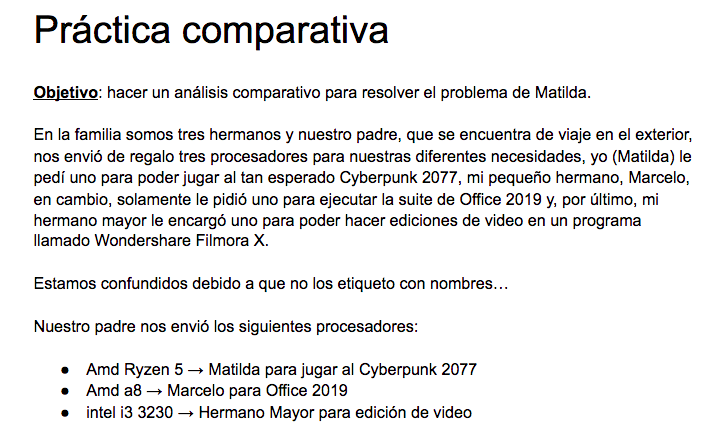 Práctica comparativa
Objetivo: hacer un análisis comparativo para resolver el problema de Matilda.
En la familia somos tres hermanos y nuestro padre, que se encuentra de viaje en el exterior,
nos envió de regalo tres procesadores para nuestras diferentes necesidades, yo (Matilda) le
pedí uno para poder jugar al tan esperado Cyberpunk 2077, mi pequeño hermano, Marcelo,
en cambio, solamente le pidió uno para ejecutar la suite de Office 2019 y, por último, mi
hermano mayor le encargó uno para poder hacer ediciones de video en un programa
llamado Wondershare Filmora X.
Estamos confundidos debido a que no los etiqueto con nombres…
Nuestro padre nos envió los siguientes procesadores:
● Amd Ryzen 5 → Matilda para jugar al Cyberpunk 2077
● Amd a8 → Marcelo para Office 2019
● intel i3 3230 → Hermano Mayor para edición de video